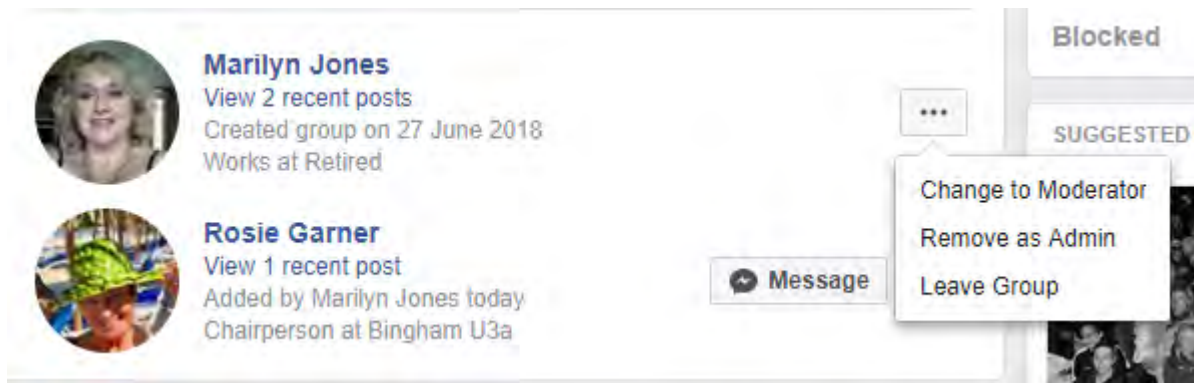 Marilyn Jones
View 2 recent posts
Created group on 27 June 2018
Works at Retired
Rosie Garner
View 1 recent post
Added by Marilyn Jones today
Chairperson at Bingham U3a
Message
Change to Moderator
Remove as Admin
Leave Group
Blocked
SUGGESTED